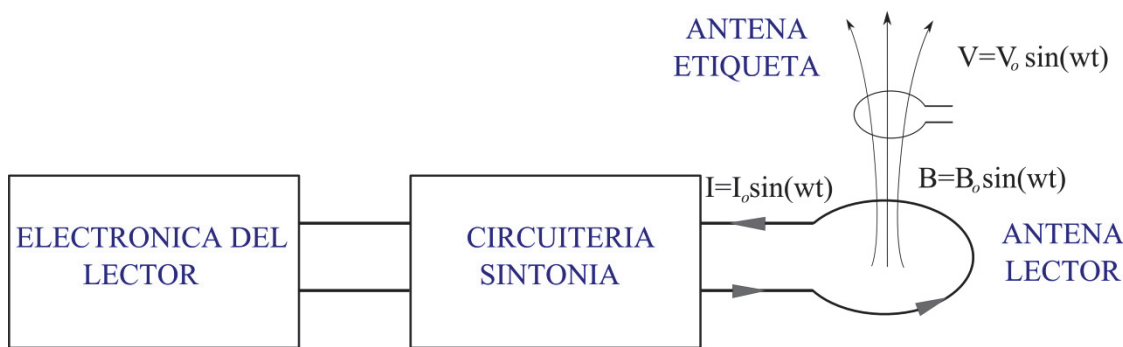 ANTENA
ETIQUETA
V=Vo sin(wt)
I=Io sin(wt)
B=Bo sin(wt)
ELECTRONICA DEL
LECTOR
CIRCUITERIA
SINTONIA
ANTENA
LECTOR